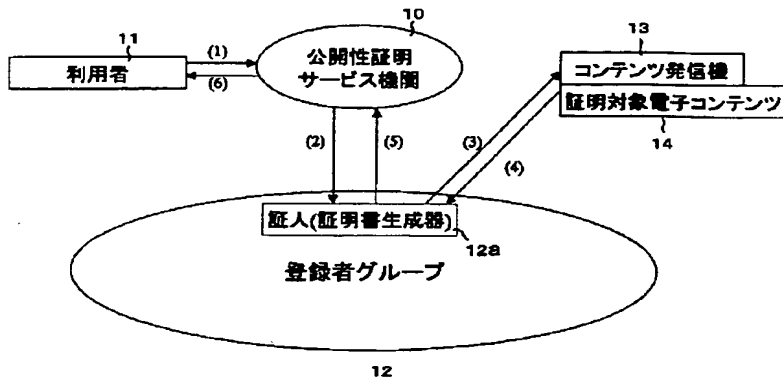 10
11
利用者
(1)
(6)
公開性証明
サービス機関
13
コンテンツ発信機
証明対象電子コンテンツ
14
(2)
(5)
(3)
(4)
証人(証明書生成器)
12a
登録者グループ
12